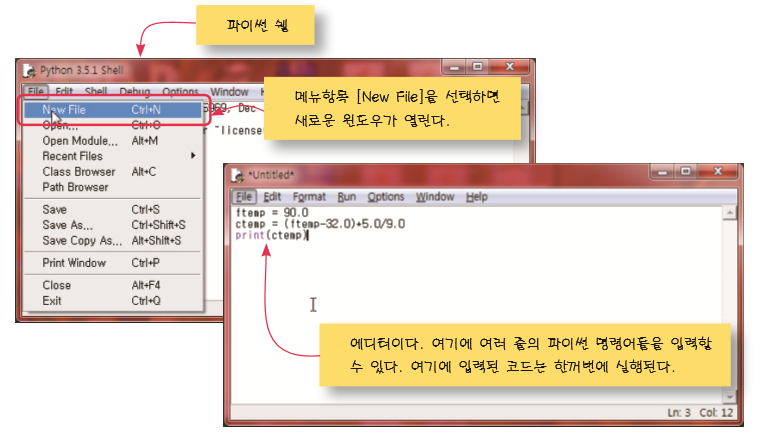 파이썬 쉘
Python 3.5.1 Shell
File Edit Shell Debug Options Window
메뉴항목 [New File]을 선택하면
새로운 윈도우가 열린다.
New File Ctrl+N
Open... Ctrl+O
Open Module... Alt+M
Recent Files
Class Browser Alt+C
Path Browser
Save Ctrl+S
Save As... Ctrl+Shift+S
Save Copy As... Alt+Shift+S
Print Window Ctrl+P
Close Alt+F4
Exit Ctrl+Q
5969, Dec
r "license
*Untitled*
File Edit Format Run Options Window Help
ftemp = 90.0
ctemp = (ftemp-32.0)*5.0/9.0
print(ctemp)
에디터이다. 여기에 여러 줄의 파이썬 명령어들을 입력할
수 있다. 여기에 입력된 코드는 한꺼번에 실행된다.
Ln: 3 Col: 12